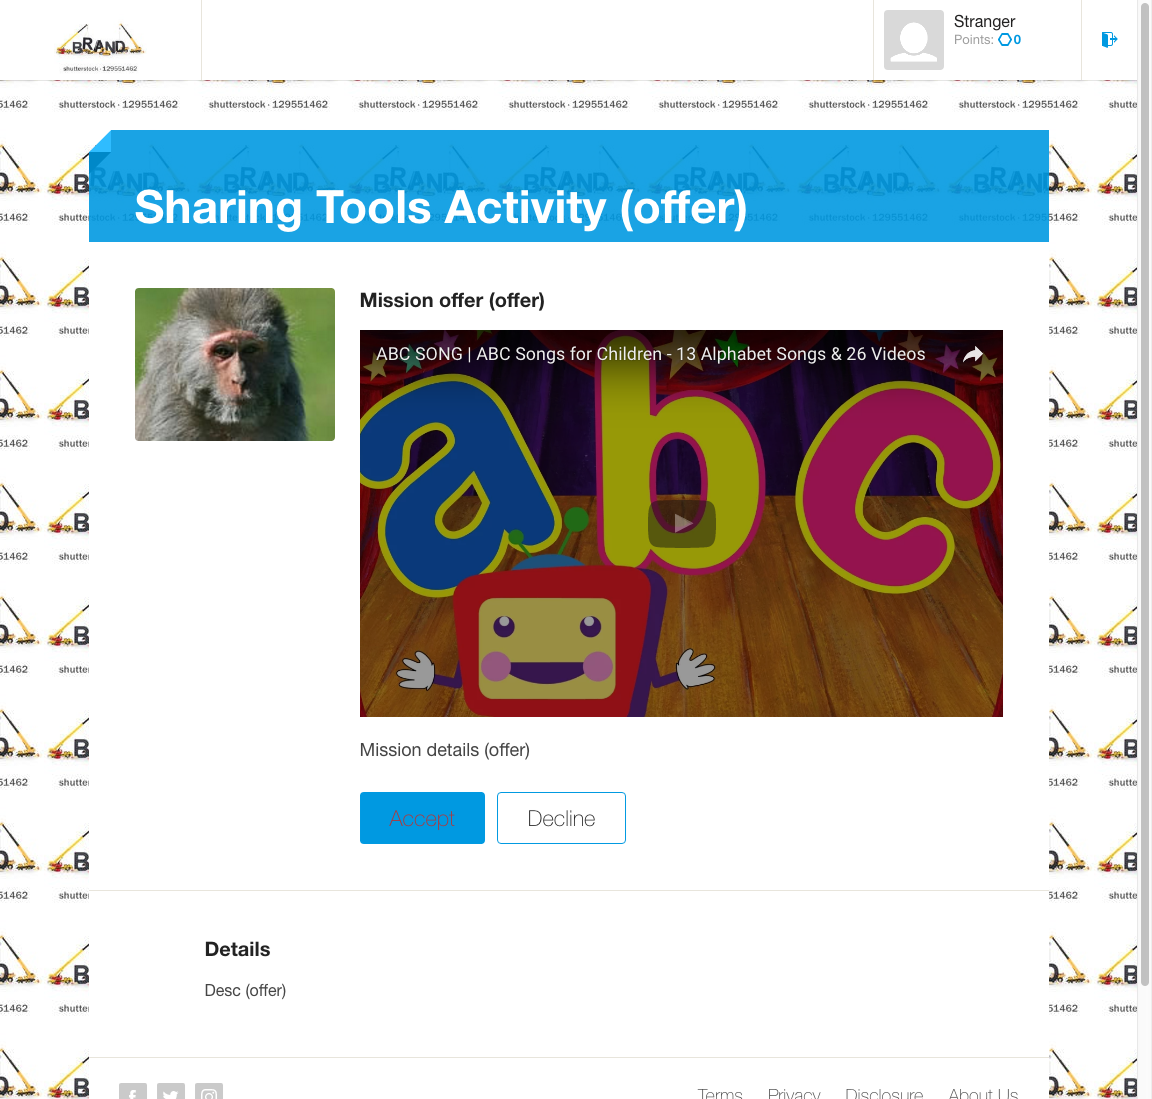 BRAND
shutterstock · 129551462
Stranger
Points: 0
51462 shutterstock · 129551462 shutterstock · 129551462 shutterstock · 129551462 shutterstock · 129551462 shutterstock · 129551462 shutterstock · 129551462 shutterstock · 129551462 shutte
Sharing Tools Activity (offer)
Mission offer (offer)
ABC SONG | ABC Songs for Children - 13 Alphabet Songs & 26 Videos
a b c
Mission details (offer)
Accept Decline
Details
Desc (offer)
Terms Privacy Disclosure About Us